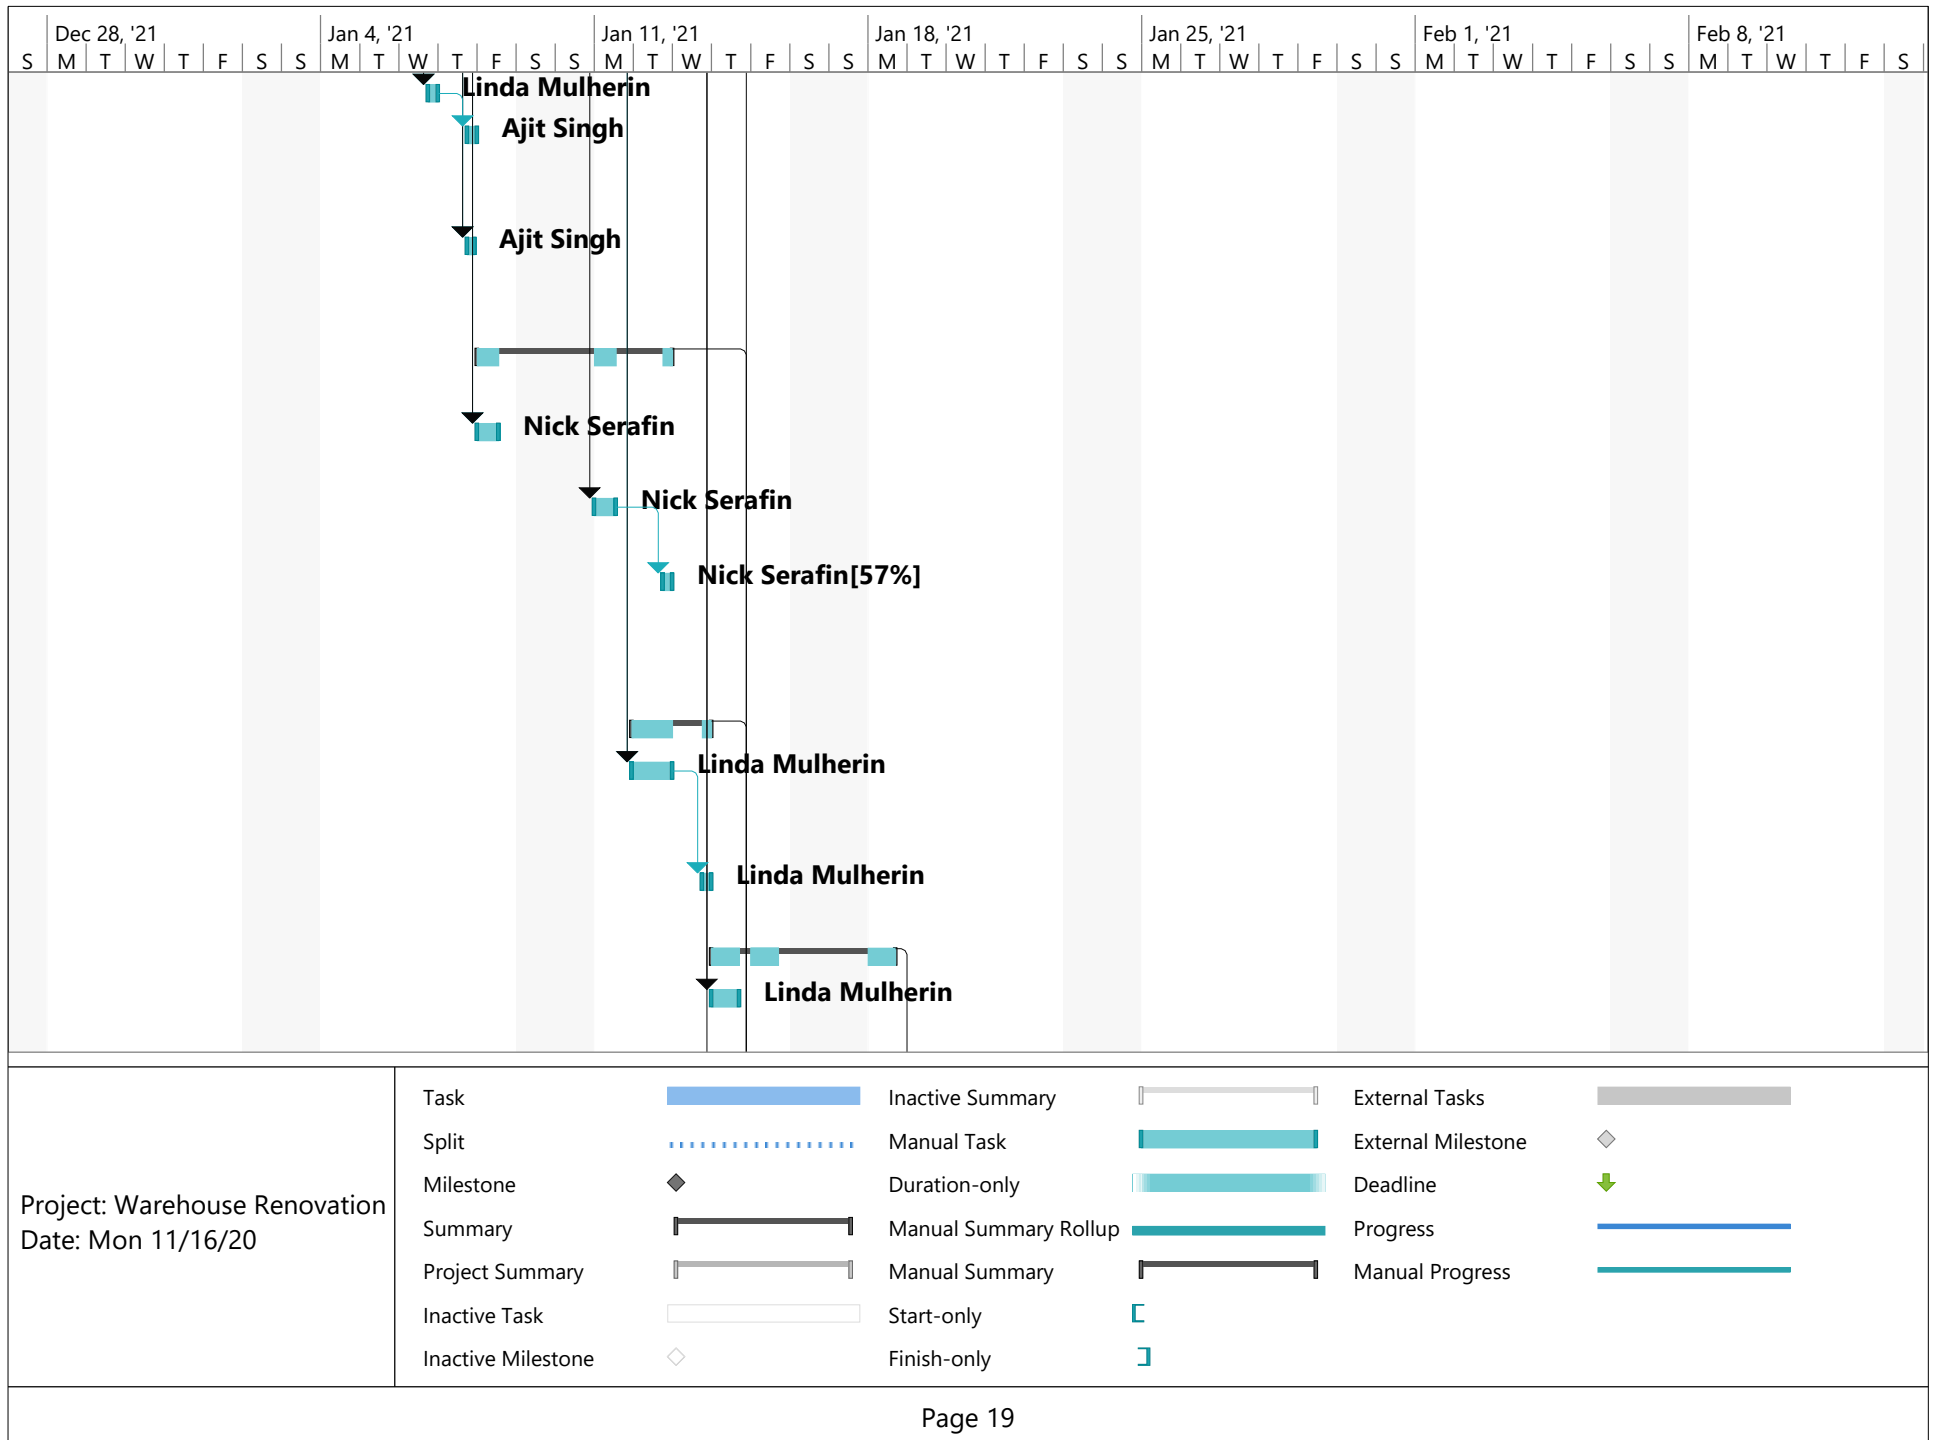 Dec 28, '21 Jan 4, '21 Jan 11, '21 Jan 18, '21 Jan 25, '21 Feb 1, '21 Feb 8, '21
S M T W T F S S M T W T F S S M T W T F S S M T W T F S S M T W T F S S M T W T F S S M T W T F S
Linda Mulherin
Ajit Singh
Ajit Singh
Nick Serafin
Nick Serafin
Nick Serafin[57%]
Linda Mulherin
Linda Mulherin
Linda Mulherin
Project: Warehouse Renovation
Date: Mon 11/16/20
Task
Split
Milestone
Summary
Project Summary
Inactive Task
Inactive Milestone
Inactive Summary
Manual Task
Duration-only
Manual Summary Rollup
Manual Summary
Start-only
Finish-only
External Tasks
External Milestone
Deadline
Progress
Manual Progress
Page 19